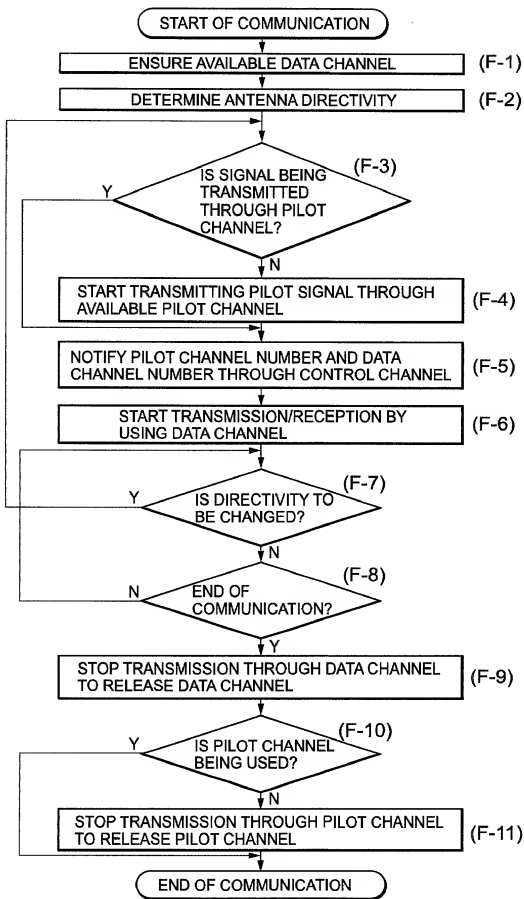 START OF COMMUNICATION
ENSURE AVAILABLE DATA CHANNEL
(F-1)
DETERMINE ANTENNA DIRECTIVITY
(F-2)
(F-3)
IS SIGNAL BEING
TRANSMITTED
THROUGH PILOT
CHANNEL?
Y
N
START TRANSMITTING PILOT SIGNAL THROUGH
AVAILABLE PILOT CHANNEL
(F-4)
NOTIFY PILOT CHANNEL NUMBER AND DATA
CHANNEL NUMBER THROUGH CONTROL CHANNEL
(F-5)
START TRANSMISSION/RECEPTION BY
USING DATA CHANNEL
(F-6)
(F-7)
Y
IS DIRECTIVITY TO
BE CHANGED?
N
(F-8)
N
END OF
COMMUNICATION?
Y
STOP TRANSMISSION THROUGH DATA CHANNEL
TO RELEASE DATA CHANNEL
(F-9)
(F-10)
Y
IS PILOT CHANNEL
BEING USED?
N
STOP TRANSMISSION THROUGH PILOT CHANNEL
TO RELEASE PILOT CHANNEL
(F-11)
END OF COMMUNICATION